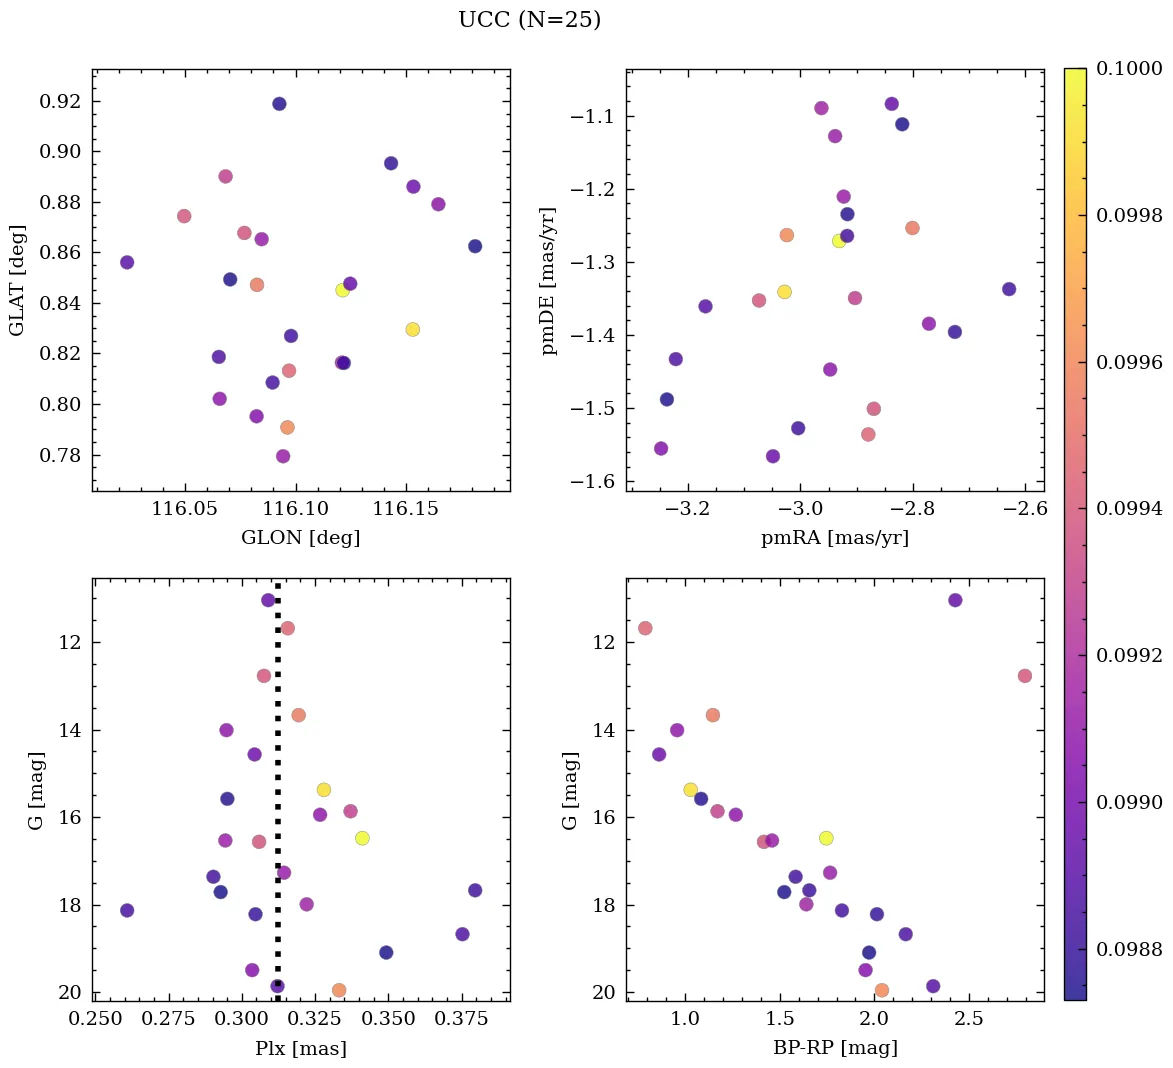 UCC (N=25)
0.92
0.90
0.88
0.86
0.84
0.82
0.80
0.78
GLAT [deg]
116.05 116.10 116.15
GLON [deg]
−1.1
−1.2
−1.3
−1.4
−1.5
−1.6
pmDE [mas/yr]
−3.2 −3.0 −2.8 −2.6
pmRA [mas/yr]
0.1000
0.0998
0.0996
0.0994
0.0992
0.0990
0.0988
12
14
16
18
20
G [mag]
0.250 0.275 0.300 0.325 0.350 0.375
Plx [mas]
12
14
16
18
20
G [mag]
1.0 1.5 2.0 2.5
BP-RP [mag]